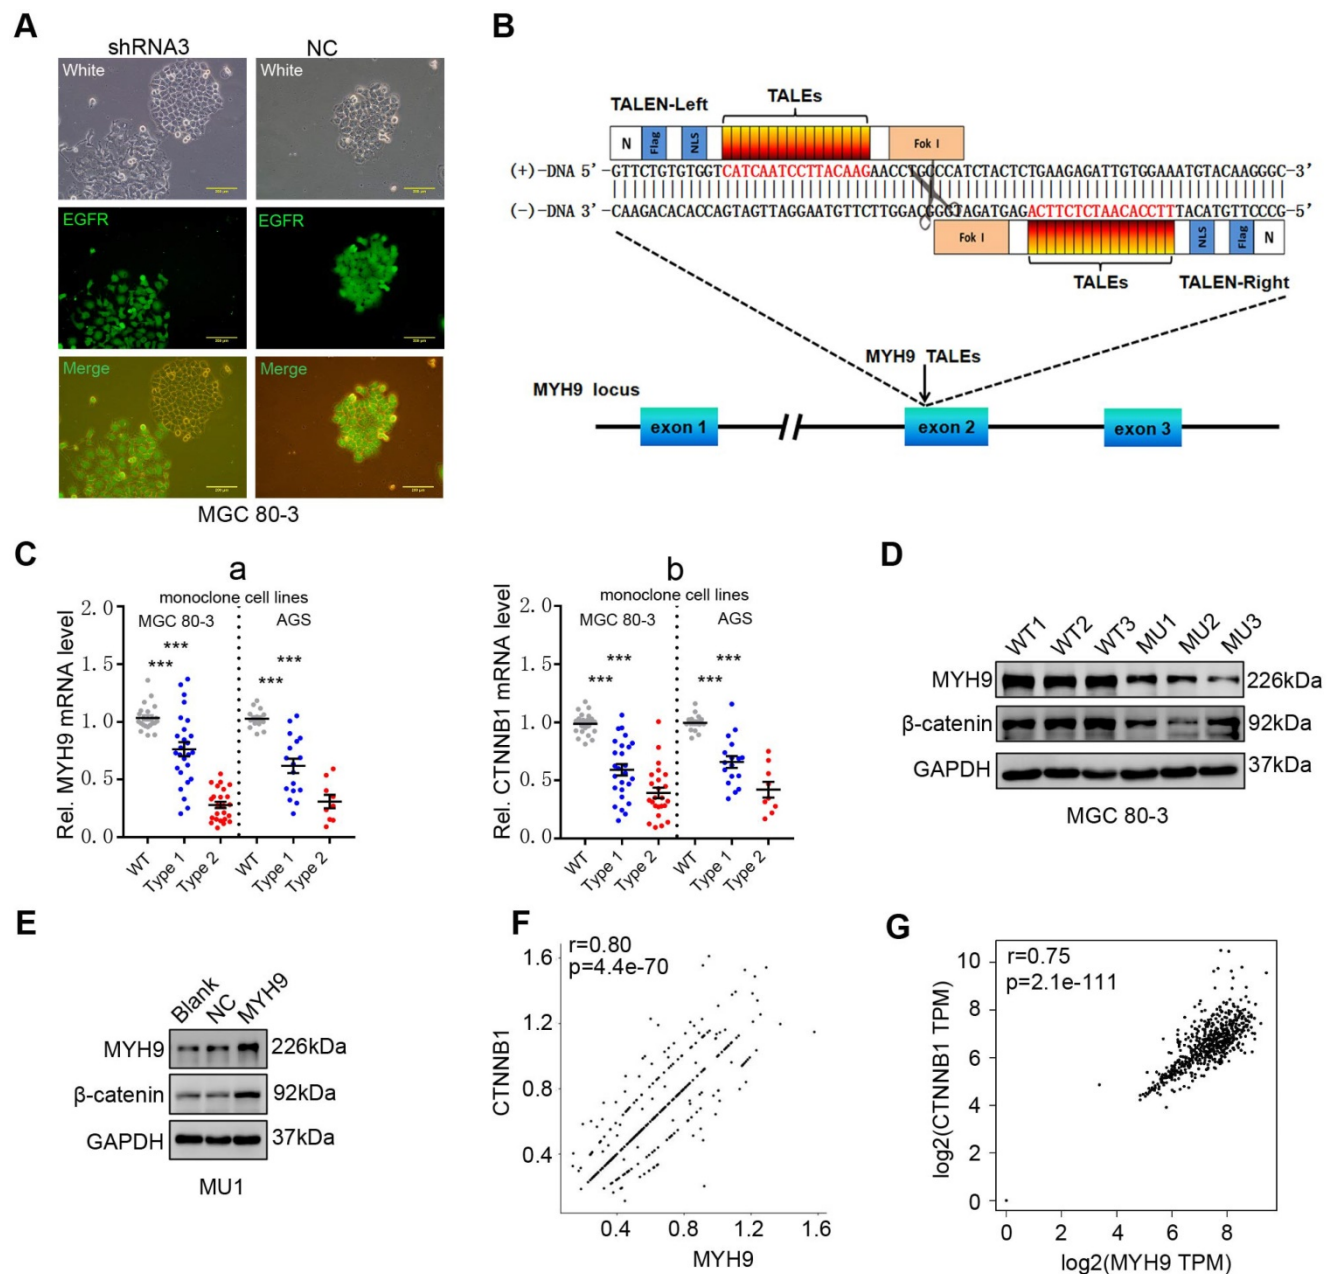 A
shRNA3 NC
White White
EGFR EGFR
Merge Merge
MGC 80-3
B
TALEN-Left TALEs
N Flag NLS Fok I
(+)-DNA 5' -GTTCTGTGTGGTCATCAATCCTTACAAGAACCTGCCCATCTACTCTGAAGAGATTGTGGAAATGTACAAGGGC-3'
(-)-DNA 3' -CAAGACACACCAGTAGTTAGGAATGTTCTTGGACGGGTAGATGAGACTTCTCTAACACCTTTACATGTTCCCG-5'
Fok I NLS Flag N
TALEs TALEN-Right
MYH9 TALEs
MYH9 locus
exon 1 exon 2 exon 3
C
a
monoclone cell lines
MGC 80-3 AGS
Rel. MYH9 mRNA level
2.0
1.5
1.0
0.5
0.0
*** ***
*** ***
WT Type 1 Type 2 WT Type 1 Type 2
b
monoclone cell lines
MGC 80-3 AGS
Rel. CTNNB1 mRNA level
2.0
1.5
1.0
0.5
0.0
*** ***
*** ***
WT Type 1 Type 2 WT Type 1 Type 2
D
WT1 WT2 WT3 MU1 MU2 MU3
MYH9 226kDa
β-catenin 92kDa
GAPDH 37kDa
MGC 80-3
E
Blank NC MYH9
MYH9 226kDa
β-catenin 92kDa
GAPDH 37kDa
MU1
F
r=0.80
p=4.4e-70
CTNNB1
1.6
1.2
0.8
0.4
0.4 0.8 1.2 1.6
MYH9
G
r=0.75
p=2.1e-111
log2(CTNNB1 TPM)
10
8
6
4
2
0
0 2 4 6 8
log2(MYH9 TPM)